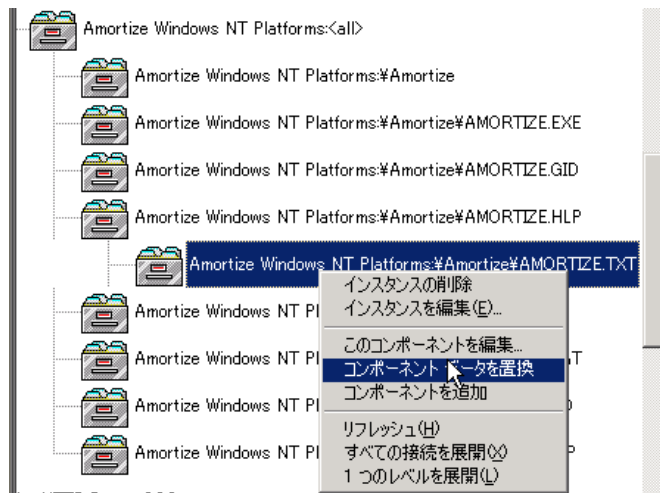 Amortize Windows NT Platforms:<all>
Amortize Windows NT Platforms:¥Amortize
Amortize Windows NT Platforms:¥Amortize¥AMORTIZE.EXE
Amortize Windows NT Platforms:¥Amortize¥AMORTIZE.GID
Amortize Windows NT Platforms:¥Amortize¥AMORTIZE.HLP
Amortize Windows NT Platforms:¥Amortize¥AMORTIZE.TXT
インスタンスの削除
Amortize Windows NT Pl
インスタンスを編集(E)...
このコンポーネントを編集...
Amortize Windows NT Pl
コンポーネント データを置換
コンポーネントを追加
Amortize Windows NT Pl
リフレッシュ(H)
Amortize Windows NT Pl
すべての接続を展開(X)
1 つのレベルを展開(L)